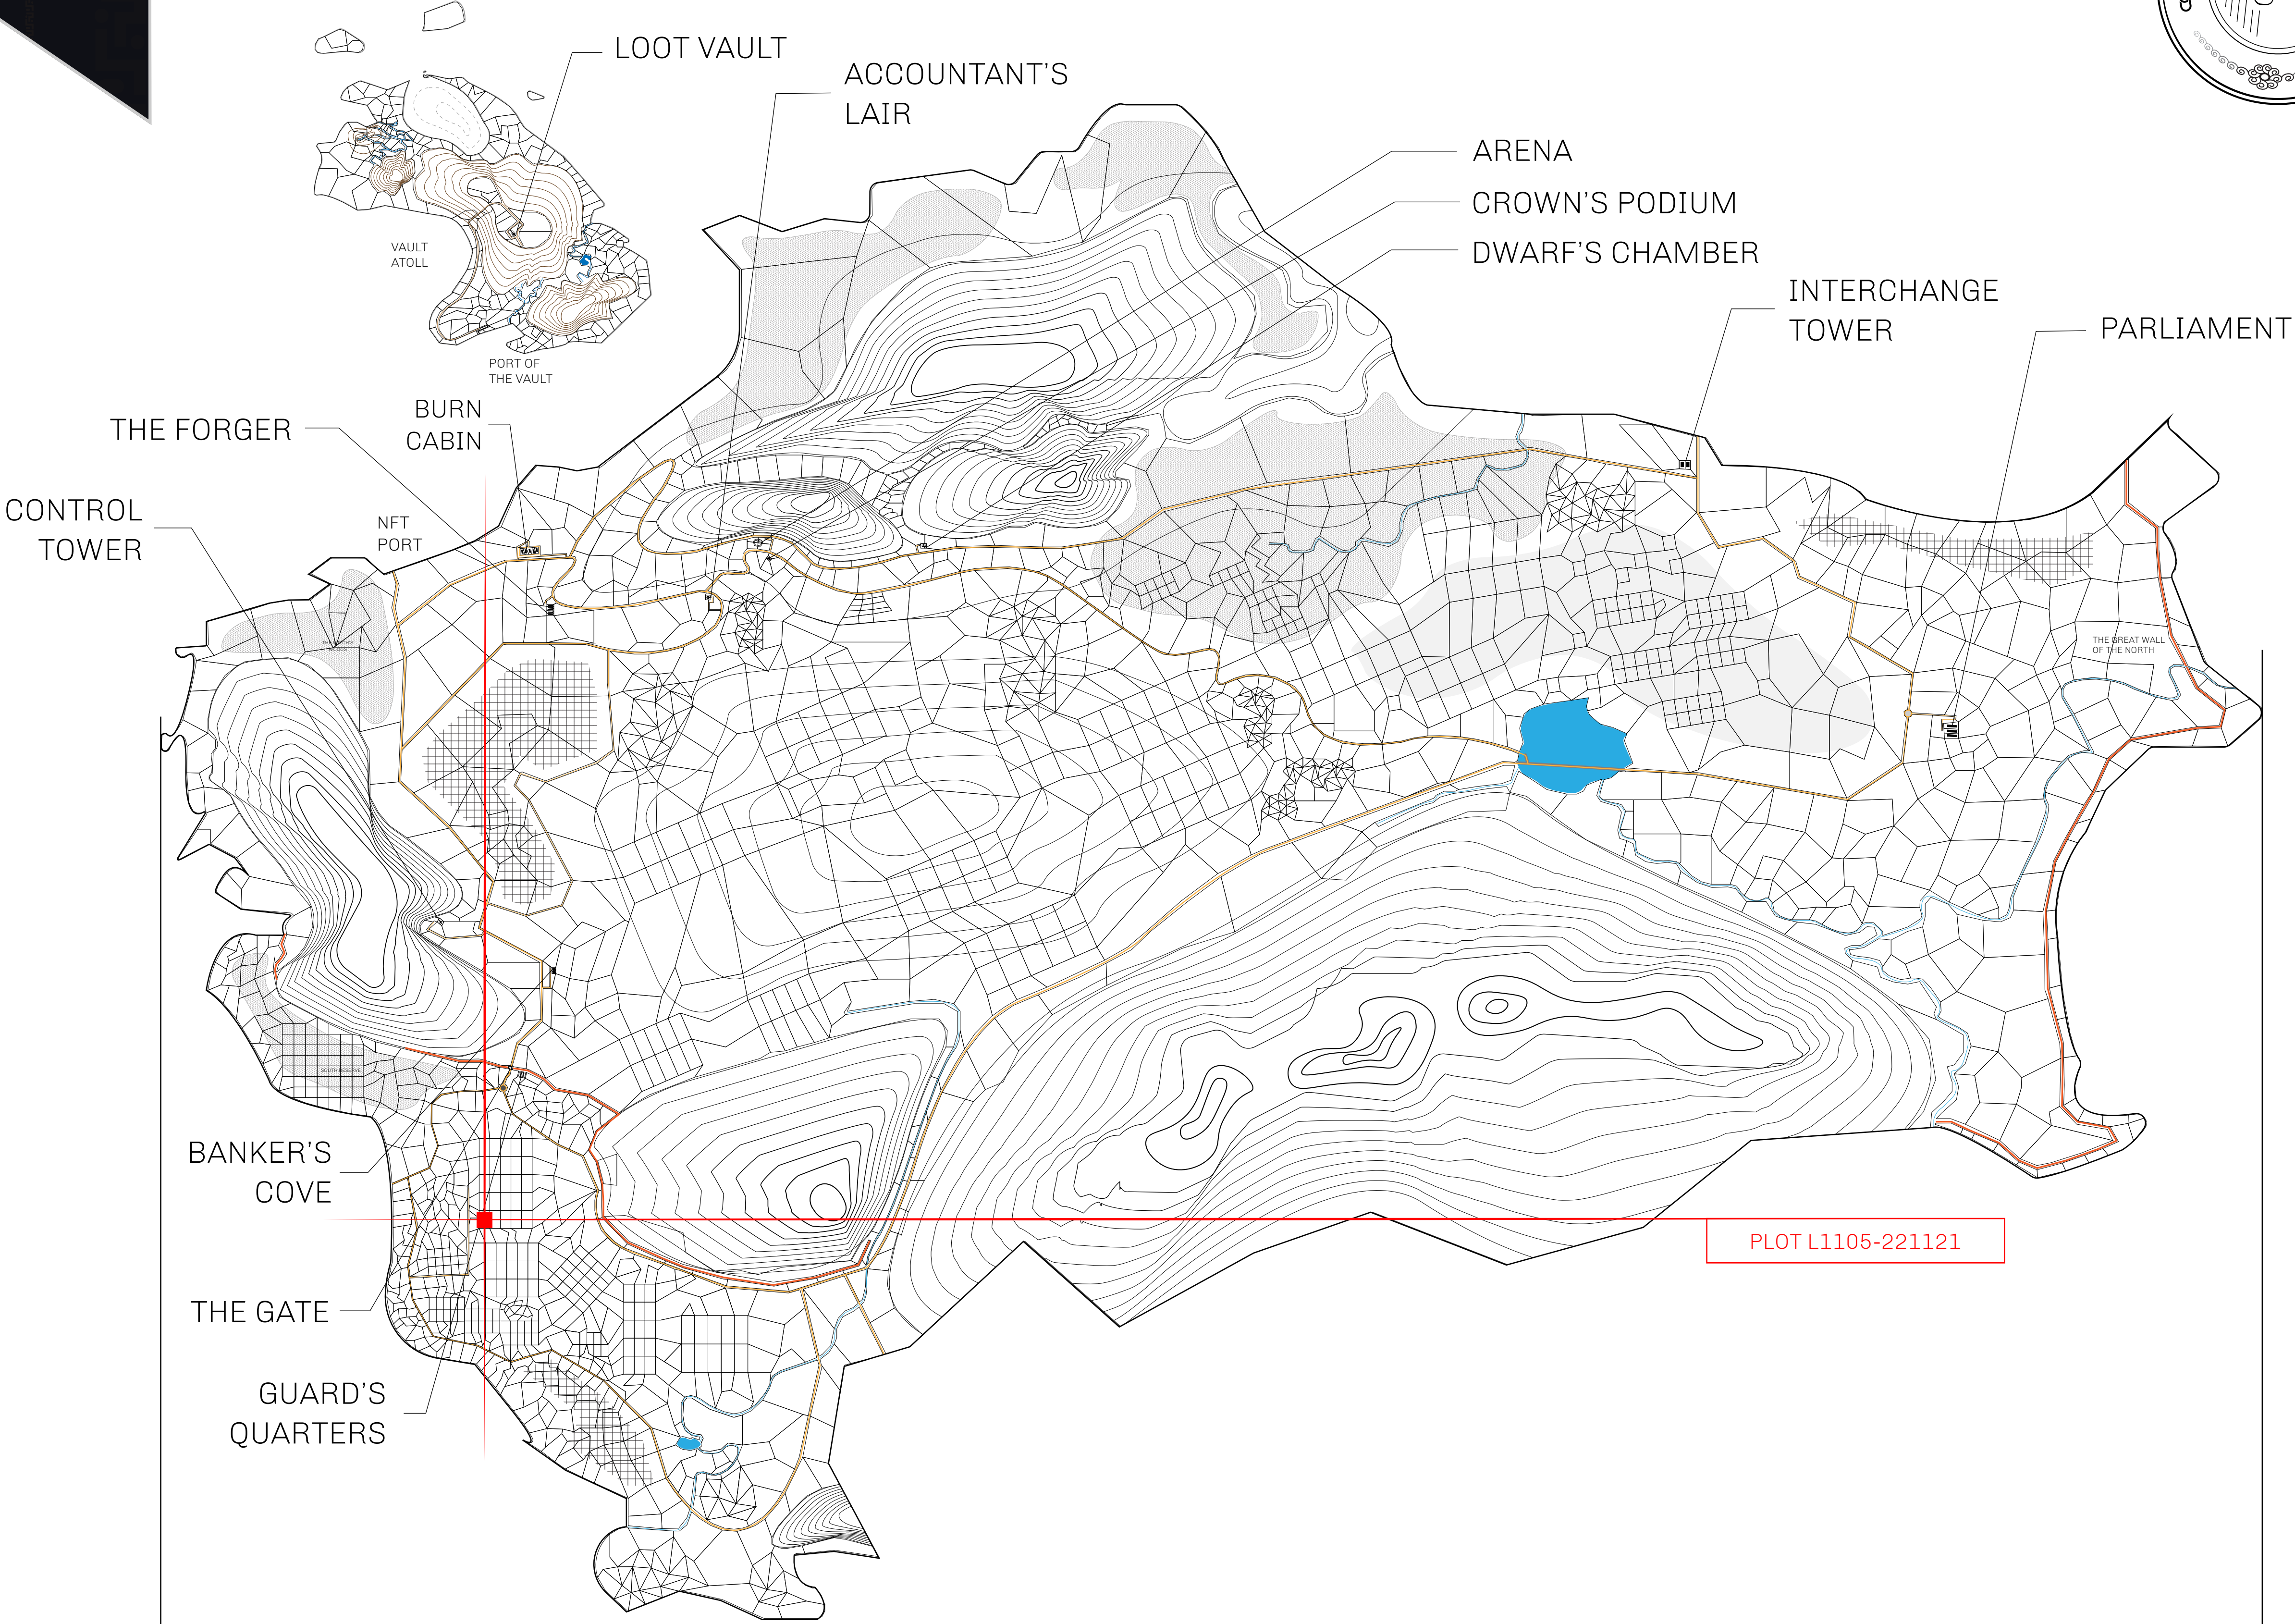 LOOT VAULT
ACCOUNTANT'S
LAIR
ARENA
CROWN'S PODIUM
DWARF'S CHAMBER
INTERCHANGE
TOWER
PARLIAMENT
VAULT
ATOLL
PORT OF
THE VAULT
BURN
CABIN
THE FORGER
CONTROL
TOWER
NFT
PORT
THE GREAT WALL
OF THE NORTH
SOUTH RESERVE
BANKER'S
COVE
PLOT L1105-221121
THE GATE
GUARD'S
QUARTERS